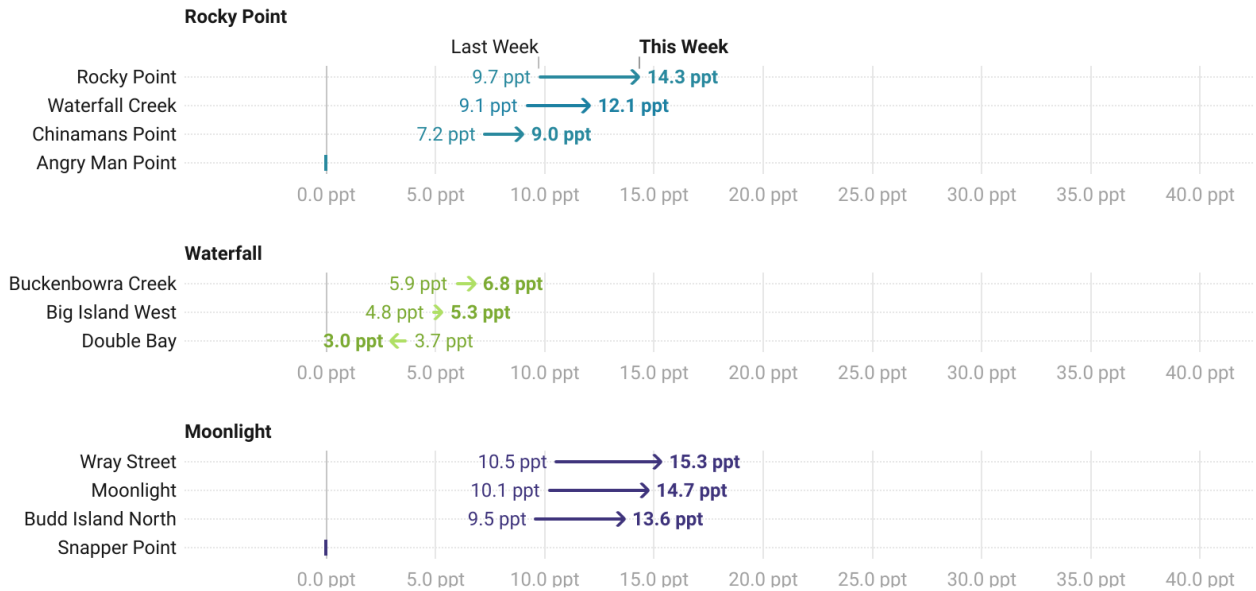 Rocky Point
Last Week This Week
Rocky Point 9.7 ppt 14.3 ppt
Waterfall Creek 9.1 ppt 12.1 ppt
Chinamans Point 7.2 ppt 9.0 ppt
Angry Man Point
0.0 ppt 5.0 ppt 10.0 ppt 15.0 ppt 20.0 ppt 25.0 ppt 30.0 ppt 35.0 ppt 40.0 ppt
Waterfall
Buckenbowra Creek 5.9 ppt 6.8 ppt
Big Island West 4.8 ppt 5.3 ppt
Double Bay 3.0 ppt 3.7 ppt
0.0 ppt 5.0 ppt 10.0 ppt 15.0 ppt 20.0 ppt 25.0 ppt 30.0 ppt 35.0 ppt 40.0 ppt
Moonlight
Wray Street 10.5 ppt 15.3 ppt
Moonlight 10.1 ppt 14.7 ppt
Budd Island North 9.5 ppt 13.6 ppt
Snapper Point
0.0 ppt 5.0 ppt 10.0 ppt 15.0 ppt 20.0 ppt 25.0 ppt 30.0 ppt 35.0 ppt 40.0 ppt